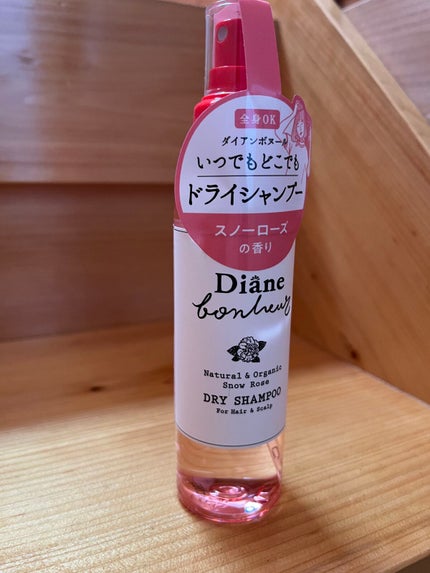 全身OK
ダイアンボヌール
いつでもどこでも
ドライシャンプー
スノーローズ
の香り
Diane
bonheur
Natural & Organic
Snow Rose
DRY SHAMPOO
For Hair & Scalp